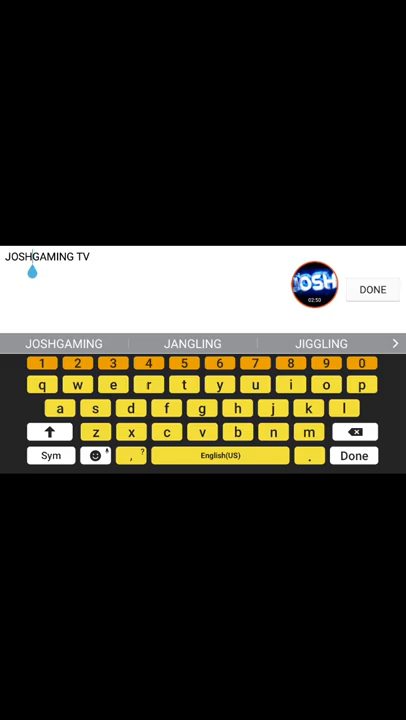 JOSHGAMING TV
JOSH
02:50
DONE
JOSHGAMING JANGLING JIGGLING
1 2 3 4 5 6 7 8 9 0
q w e r t y u i o p
a s d f g h j k l
z x c v b n m
Sym , ? English(US) . Done